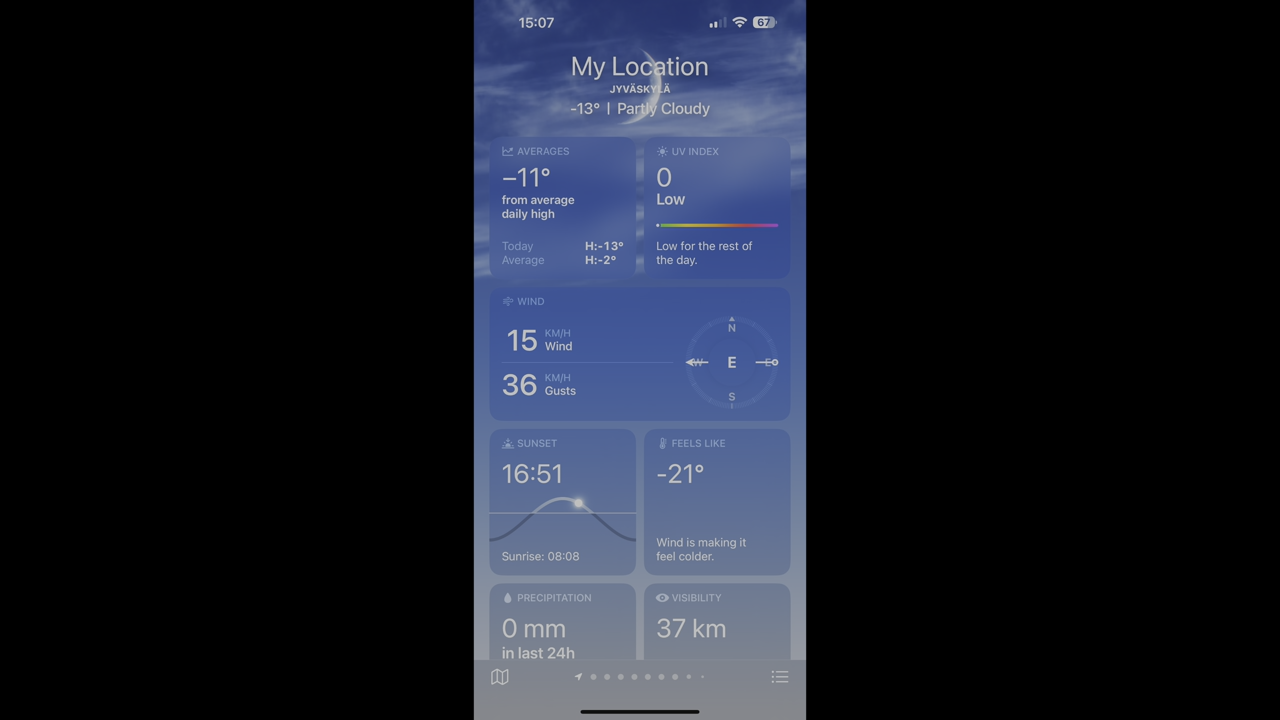 15:07
67
My Location
JYVÄSKYLÄ
-13° | Partly Cloudy
AVERAGES
–11°
from average
daily high
Today H:-13°
Average H:-2°
UV INDEX
0
Low
Low for the rest of
the day.
WIND
15 KM/H
Wind
36 KM/H
Gusts
N
W E E
S
SUNSET
16:51
Sunrise: 08:08
FEELS LIKE
-21°
Wind is making it
feel colder.
PRECIPITATION
0 mm
in last 24h
VISIBILITY
37 km